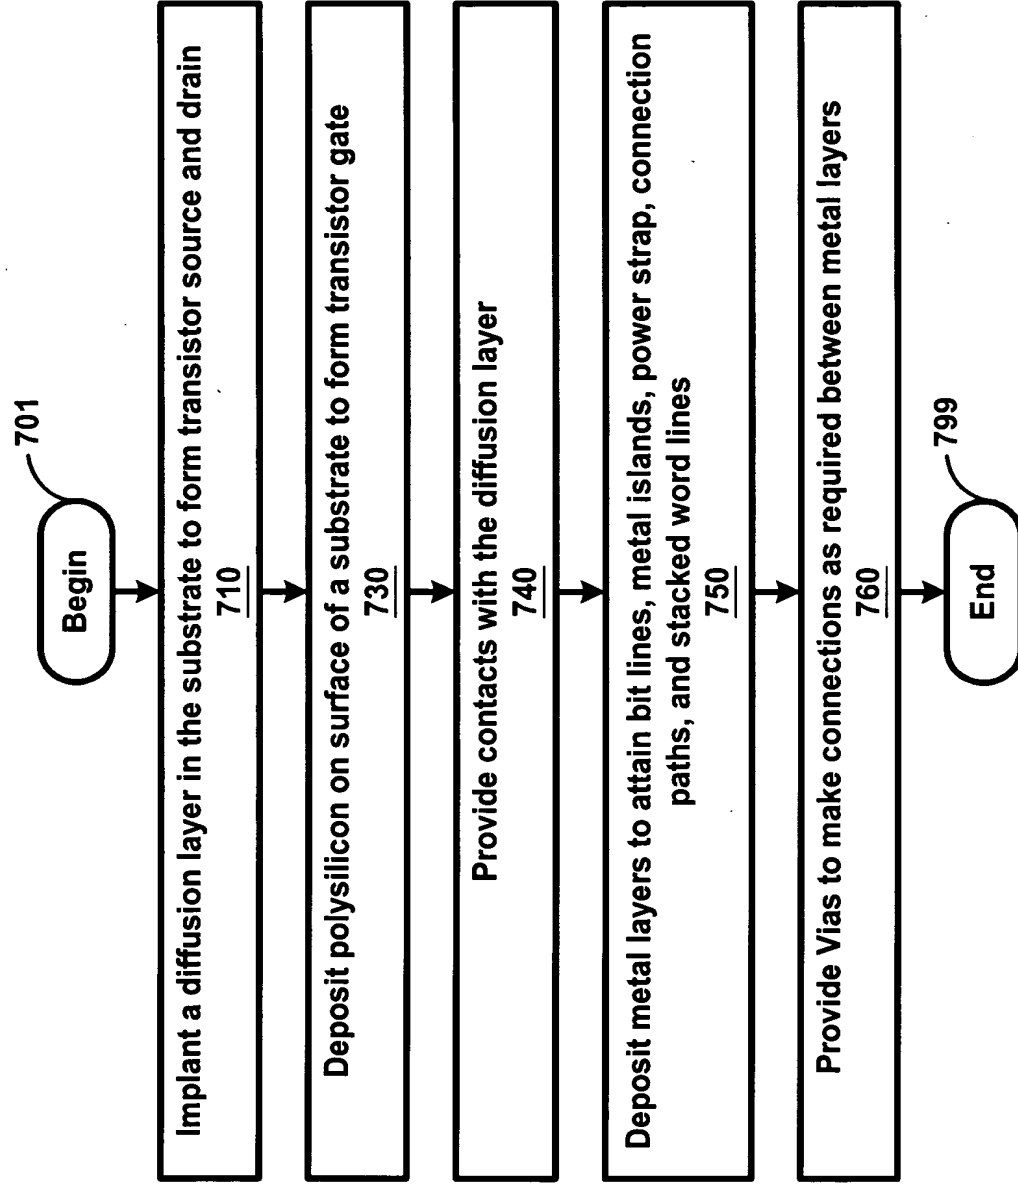 701
Begin
Implant a diffusion layer in the substrate to form transistor source and drain
710
Deposit polysilicon on surface of a substrate to form transistor gate
730
Provide contacts with the diffusion layer
740
Deposit metal layers to attain bit lines, metal islands, power strap, connection
paths, and stacked word lines
750
Provide Vias to make connections as required between metal layers
760
799
End